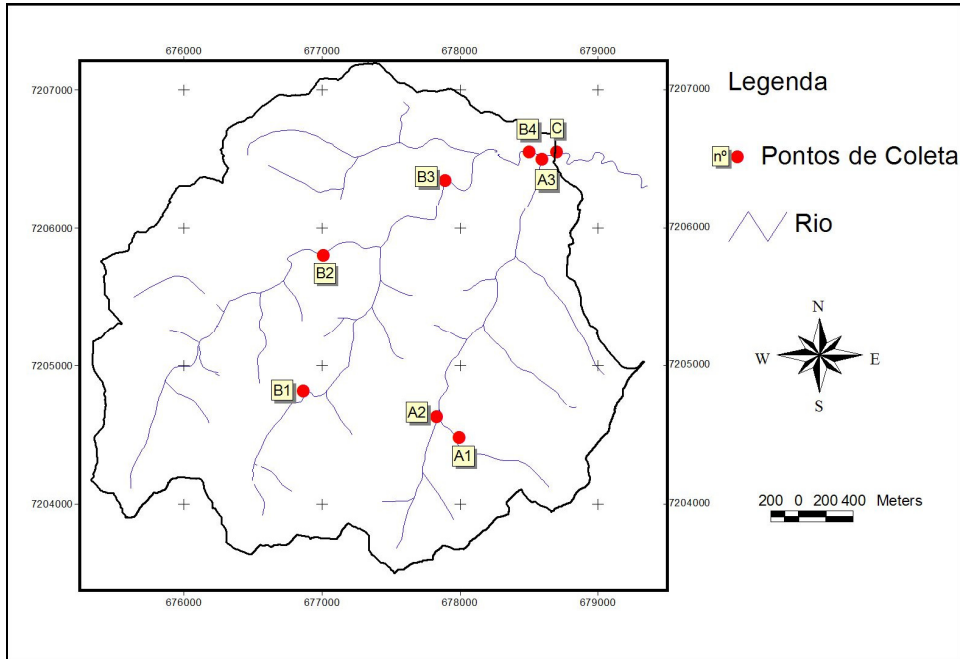 676000 677000 678000 679000
7207000 7207000
7206000 7206000
7205000 7205000
7204000 7204000
676000 677000 678000 679000
B4 C
B3 A3
B2
B1
A2
A1
Legenda
nº Pontos de Coleta
Rio
N
W E
S
200 0 200 400 Meters